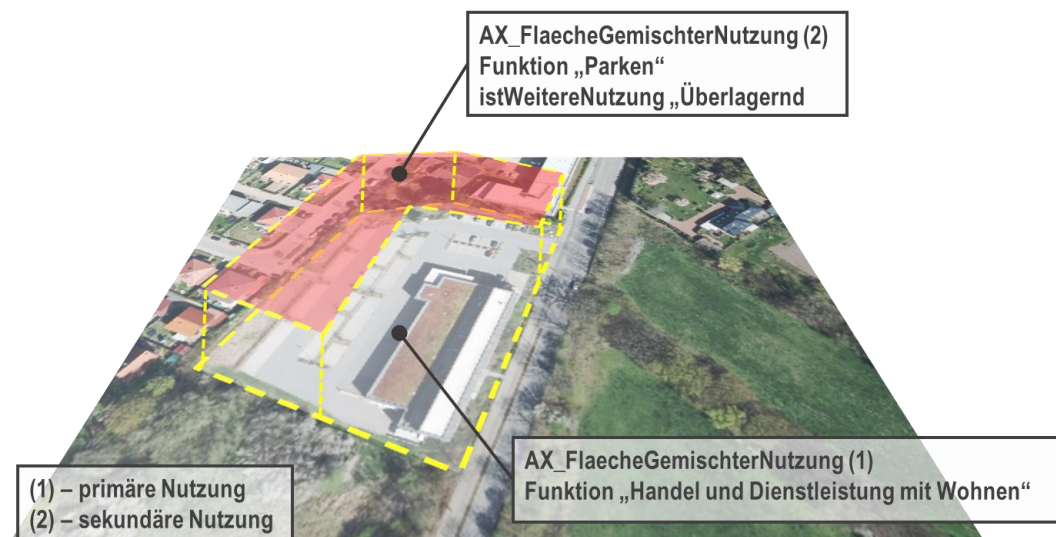 AX_FlaecheGemischterNutzung (2)
Funktion „Parken“
istWeitereNutzung „Überlagernd
AX_FlaecheGemischterNutzung (1)
Funktion „Handel und Dienstleistung mit Wohnen“
(1) – primäre Nutzung
(2) – sekundäre Nutzung